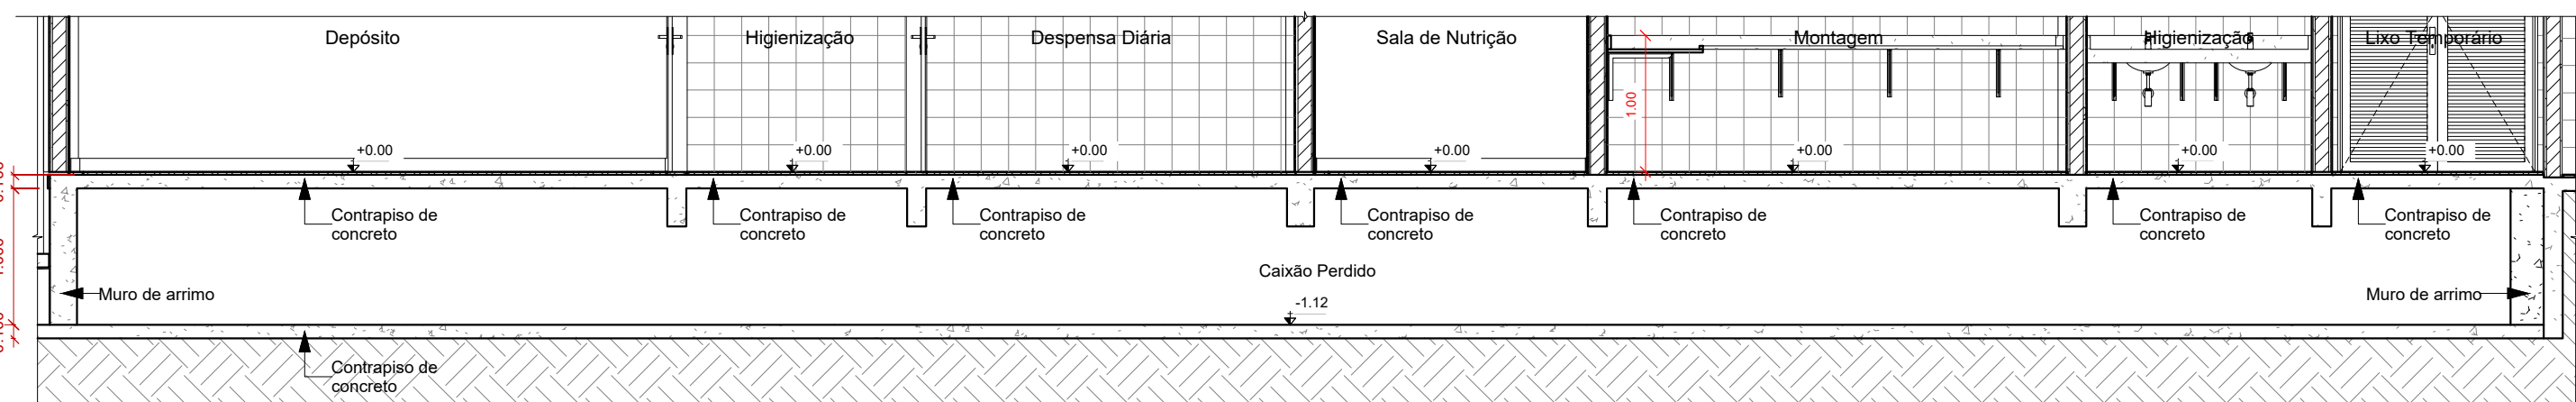 Depósito
Higienização
Despensa Diária
Sala de Nutrição
Montagem
Higienização
Lixo Temporário
1.00
+0.00
+0.00
+0.00
+0.00
+0.00
+0.00
+0.00
Contrapiso de
concreto
Contrapiso de
concreto
Contrapiso de
concreto
Contrapiso de
concreto
Contrapiso de
concreto
Contrapiso de
concreto
Contrapiso de
concreto
Caixão Perdido
-1.12
Muro de arrimo
Muro de arrimo
Contrapiso de
concreto